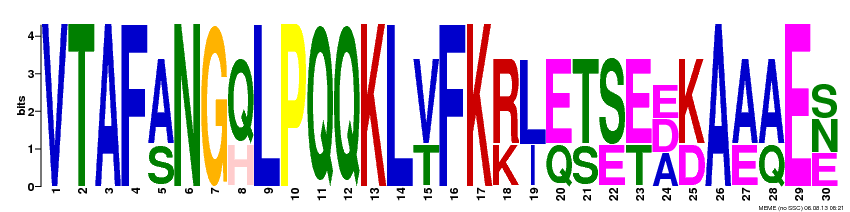 4
3
2
1
0
bits
VTAFANGQLPQQKLVFKRLETSEEKAAAES
SHTKIQSETDDEQN
AE
1 2 3 4 5 6 7 8 9 10 11 12 13 14 15 16 17 18 19 20 21 22 23 24 25 26 27 28 29 30
MEME (no SSC) 06.08.13 06:21